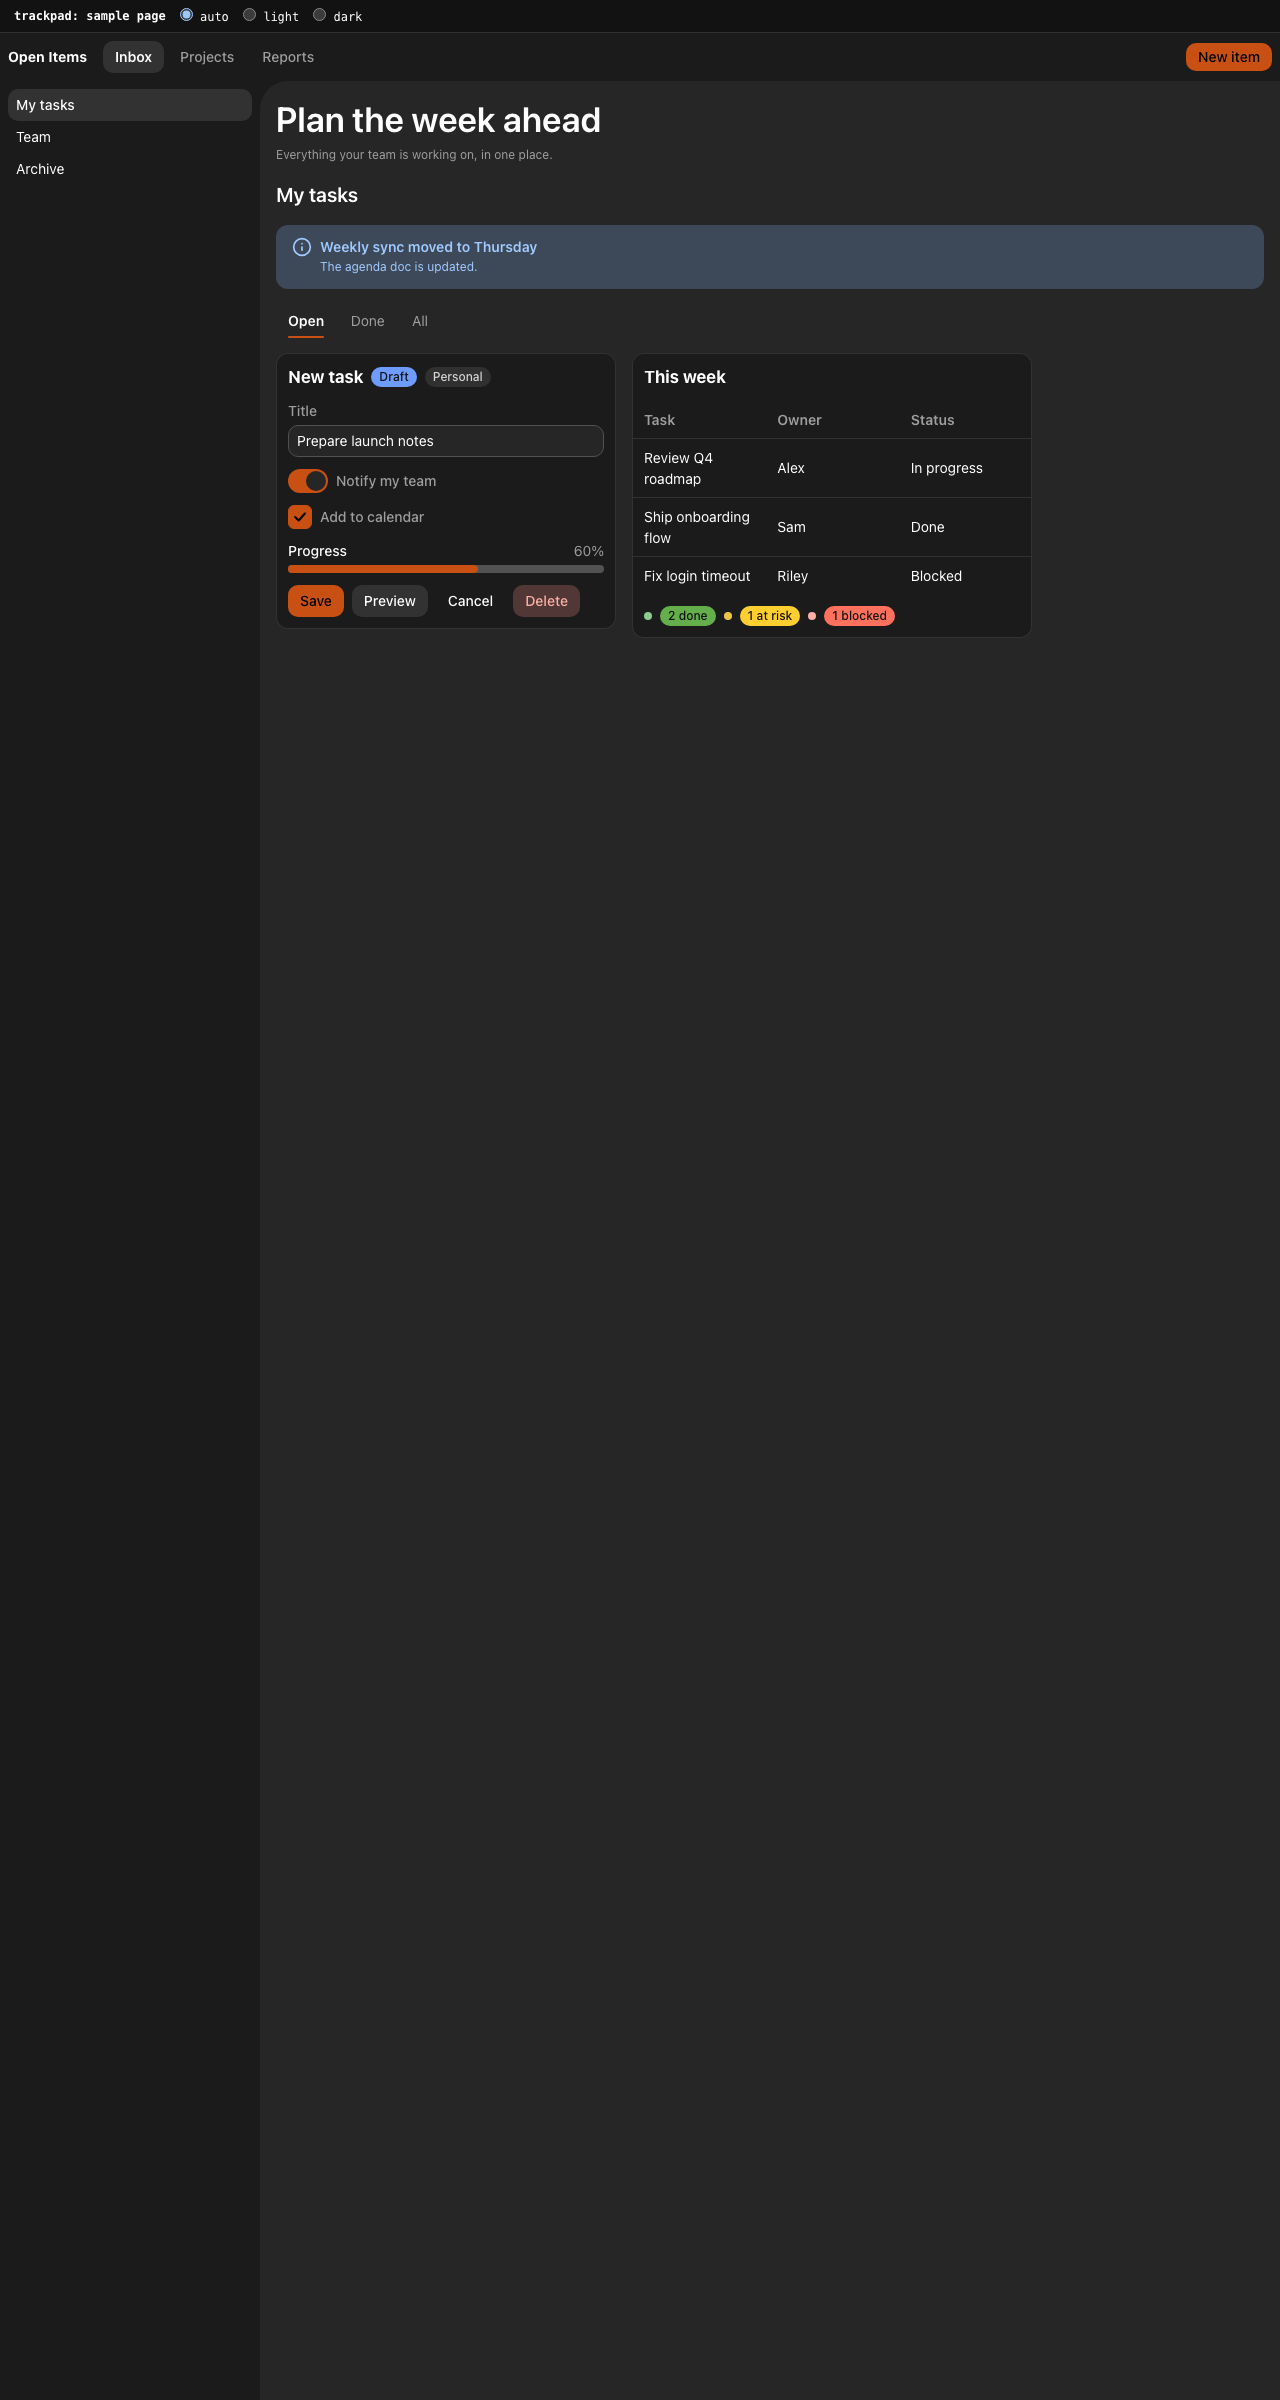 trackpad: sample page auto light dark
Open Items Inbox Projects Reports New item
My tasks
Team
Archive
Plan the week ahead
Everything your team is working on, in one place.
My tasks
Weekly sync moved to Thursday
The agenda doc is updated.
Open Done All
New task Draft Personal
Title
Prepare launch notes
Notify my team
Add to calendar
Progress 60%
Save Preview Cancel Delete
This week
Task Owner Status
Review Q4
roadmap Alex In progress
Ship onboarding
flow Sam Done
Fix login timeout Riley Blocked
2 done 1 at risk 1 blocked